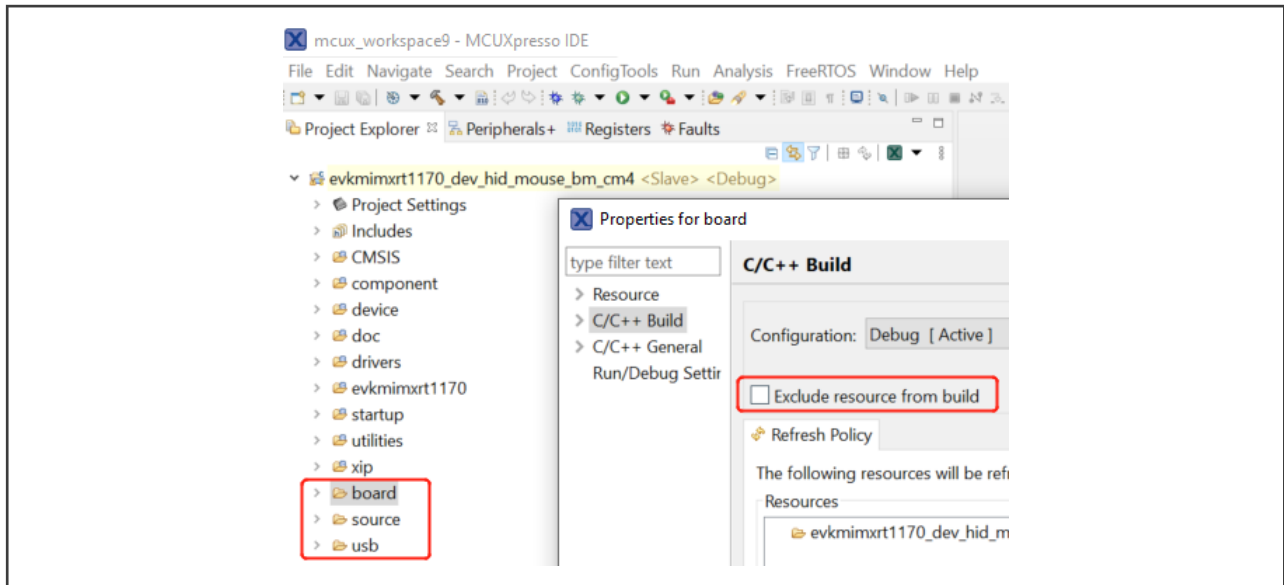 mcux_workspace9 - MCUXpresso IDE
File Edit Navigate Search Project ConfigTools Run Analysis FreeRTOS Window Help
Project Explorer Peripherals+ Registers Faults
evkmimxrt1170_dev_hid_mouse_bm_cm4 <Slave> <Debug>
Project Settings
Includes
CMSIS
component
device
doc
drivers
evkmimxrt1170
startup
utilities
xip
board
source
usb
Properties for board
type filter text
Resource
C/C++ Build
C/C++ General
Run/Debug Settir
C/C++ Build
Configuration: Debug [ Active ]
Exclude resource from build
Refresh Policy
The following resources will be refr
Resources
evkmimxrt1170_dev_hid_m